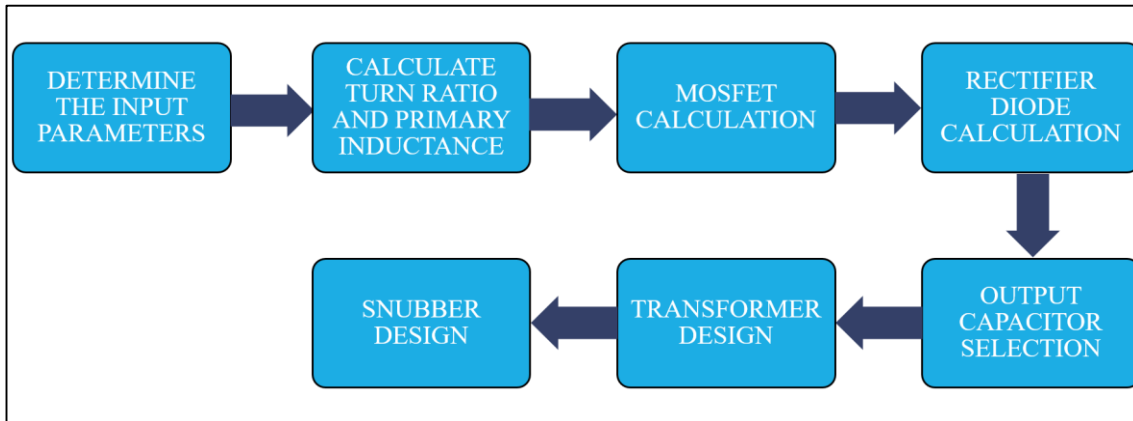 DETERMINE
THE INPUT
PARAMETERS
CALCULATE
TURN RATIO
AND PRIMARY
INDUCTANCE
MOSFET
CALCULATION
RECTIFIER
DIODE
CALCULATION
OUTPUT
CAPACITOR
SELECTION
TRANSFORMER
DESIGN
SNUBBER
DESIGN